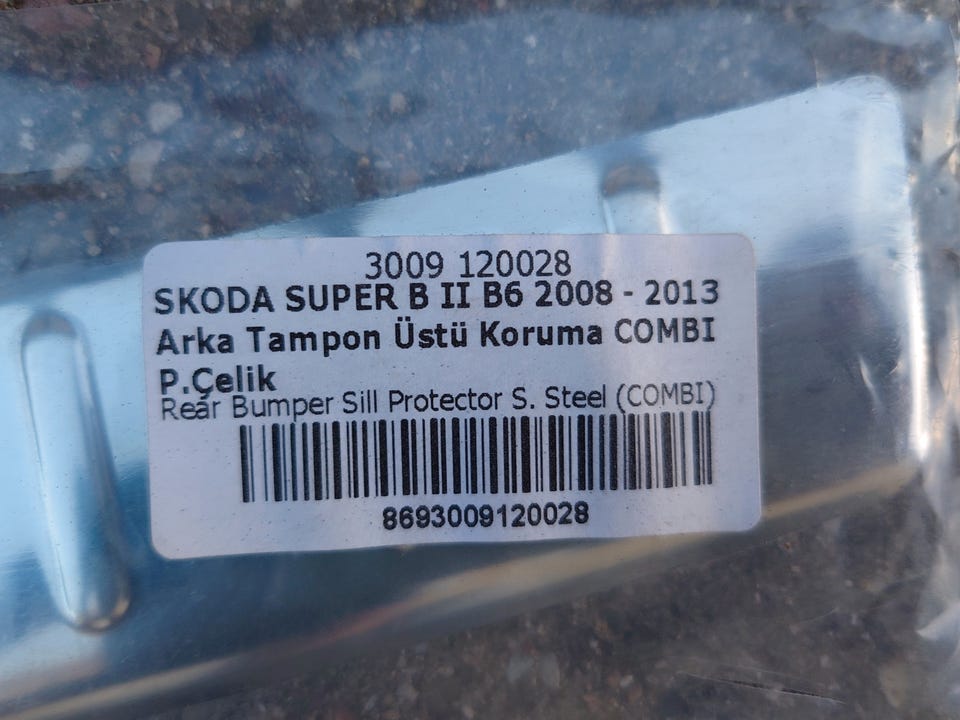 3009 120028
SKODA SUPER B II B6 2008 - 2013
Arka Tampon Üstü Koruma COMBI
P.Çelik
Rear Bumper Sill Protector S. Steel (COMBI)
8693009120028